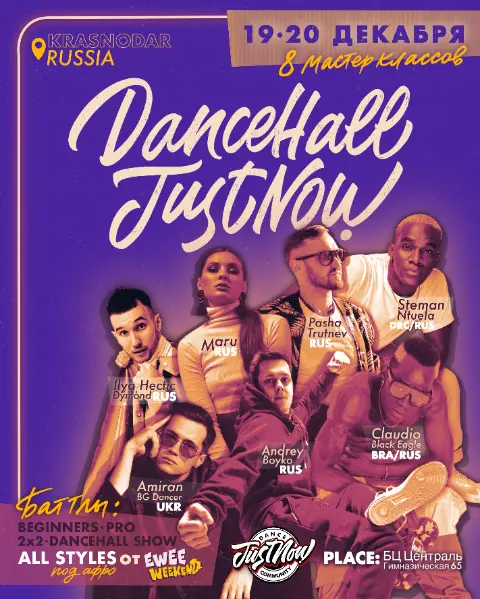 KRASNODAR
RUSSIA
19·20 ДЕКАБРЯ
8 мастерклассов
DanceHall
JustNow
Steman
Ntuela
DRC/RUS
Pasha
Trutnev
RUS
Maru
RUS
Ilya Hectic
Dymond RUS
Claudio
Black Eagle
BRA/RUS
Andrey
Boyko
RUS
Amiran
BG Dancer
UKR
Баттлы:
BEGINNERS·PRO
2x2·DANCEHALL SHOW
ALL STYLES ОТ EWEE WEEKEND
под афро
DANCE
JustNow
COMMUNITY
PLACE: БЦ Централь
Гимназическая 65